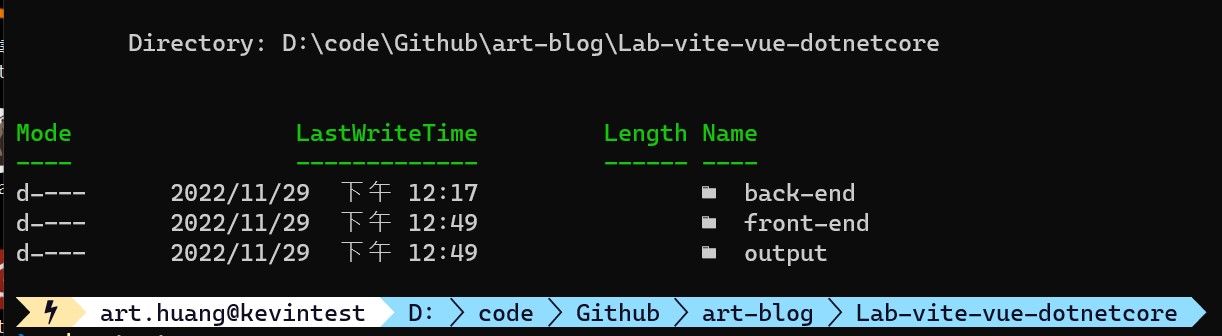 Directory: D:\code\Github\art-blog\Lab-vite-vue-dotnetcore
Mode LastWriteTime Length Name
---- ------------- ------ ----
d---- 2022/11/29 下午 12:17 back-end
d---- 2022/11/29 下午 12:49 front-end
d---- 2022/11/29 下午 12:49 output
art.huang@kevintest D: code Github art-blog Lab-vite-vue-dotnetcore